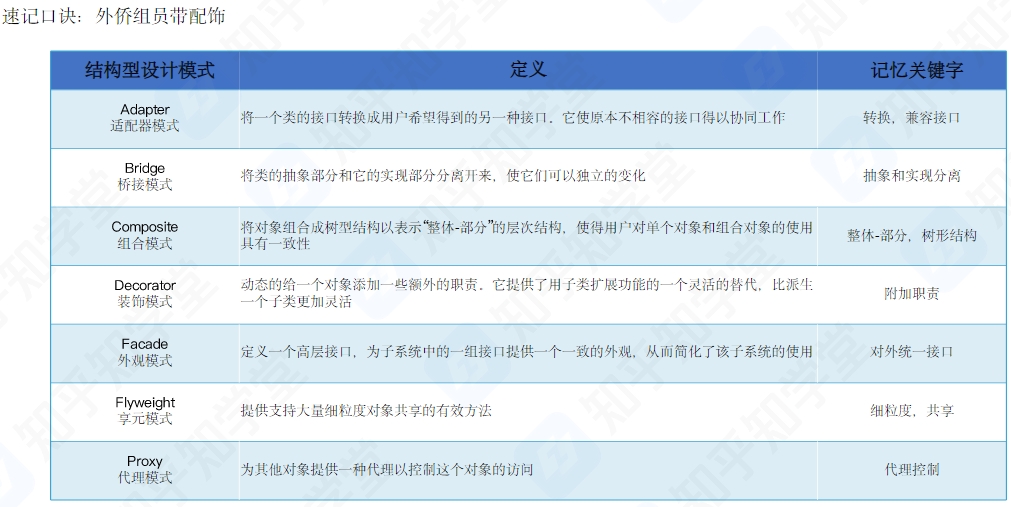 速记口诀：外侨组员带配饰
结构型设计模式 定义 记忆关键字
Adapter
适配器模式
将一个类的接口转换成用户希望得到的另一种接口。它使原本不相容的接口得以协同工作
转换，兼容接口
Bridge
桥接模式
将类的抽象部分和它的实现部分分离开来，使它们可以独立的变化
抽象和实现分离
Composite
组合模式
将对象组合成树型结构以表示“整体-部分”的层次结构，使得用户对单个对象和组合对象的使用
具有一致性
整体-部分，树形结构
Decorator
装饰模式
动态的给一个对象添加一些额外的职责。它提供了用子类扩展功能的一个灵活的替代，比派生
一个子类更加灵活
附加职责
Facade
外观模式
定义一个高层接口，为子系统中的一组接口提供一个一致的外观，从而简化了该子系统的使用
对外统一接口
Flyweight
享元模式
提供支持大量细粒度对象共享的有效方法
细粒度，共享
Proxy
代理模式
为其他对象提供一种代理以控制这个对象的访问
代理控制
知乎知学堂